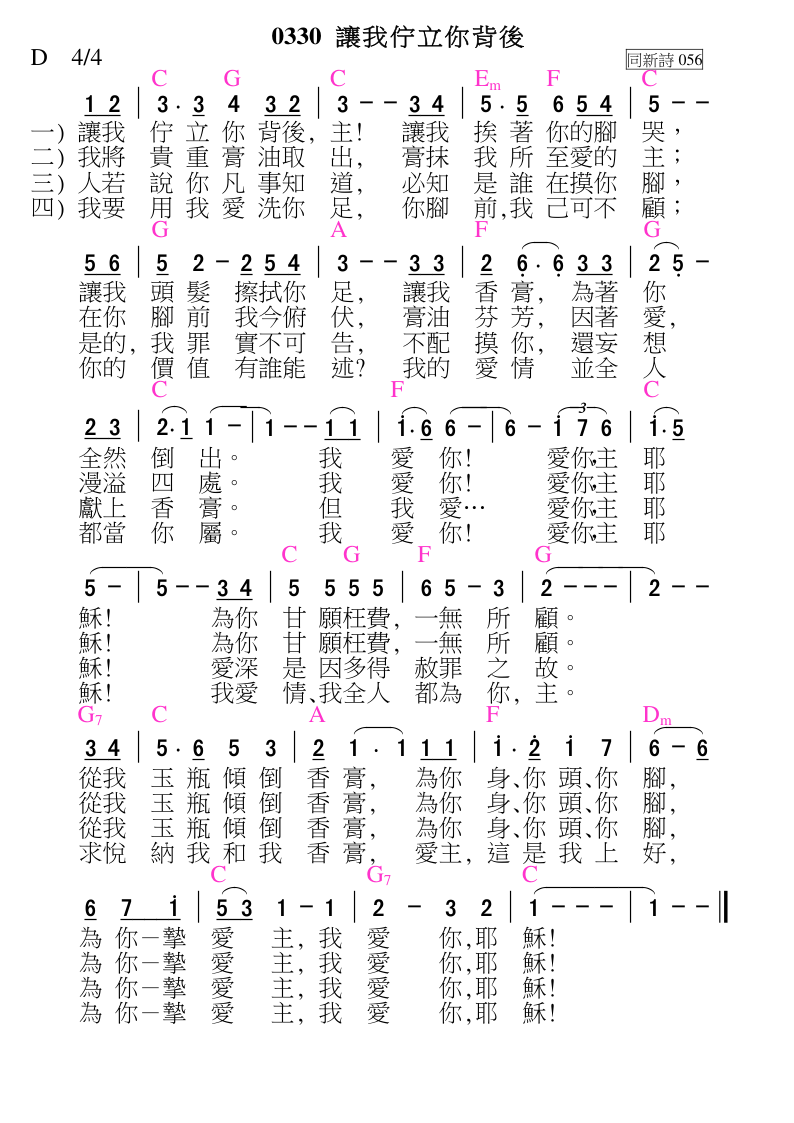 0330 讓我佇立你背後
D 4/4 同新詩 056
C G C Em F C
1 2 | 3 . 3 4 3 2 | 3 - - 3 4 | 5 . 5 6 5 4 | 5 - -
一) 讓我 佇 立 你 背後, 主! 讓我 挨 著 你的腳 哭,
二) 我將 貴 重 膏 油取 出, 膏抹 我 所 至愛的 主;
三) 人若 說 你 凡 事知 道, 必知 是 誰 在摸你 腳,
四) 我要 用 我 愛 洗你 足, 你腳 前,我 己可不 顧;
G A F G
5 6 | 5 2 - 2 5 4 | 3 - - 3 3 | 2 6 . 6 3 3 | 2 5 -
讓我 頭 髮 擦拭你 足, 讓我 香 膏, 為著 你
在你 腳 前 我今俯 伏, 膏油 芬 芳, 因著 愛,
是的, 我 罪 實不可 告, 不配 摸 你, 還妄 想
你的 價 值 有誰能 述? 我的 愛 情 並全 人
C F C
2 3 | 2 . 1 1 - | 1 - - 1 1 | 1 . 6 6 - | 6 - 1 7 6 | 1 . 5
3
全然 倒 出。 我 愛 你! 愛你,主 耶
漫溢 四 處。 我 愛 你! 愛你,主 耶
獻上 香 膏。 但 我 愛… 愛你,主 耶
都當 你 屬。 我 愛 你! 愛你,主 耶
C G F G
5 - | 5 - - 3 4 | 5 5 5 5 | 6 5 - 3 | 2 - - - | 2 - -
穌! 為你 甘 願枉費, 一無 所 顧。
穌! 為你 甘 願枉費, 一無 所 顧。
穌! 愛深 是 因多得 赦罪 之 故。
穌! 我愛 情、我全人 都為 你, 主。
G7 C A F Dm
3 4 | 5 . 6 5 3 | 2 1 . 1 1 1 | 1 . 2 1 7 | 6 - 6
從我 玉 瓶 傾 倒 香 膏, 為你 身、你 頭、你 腳,
從我 玉 瓶 傾 倒 香 膏, 為你 身、你 頭、你 腳,
從我 玉 瓶 傾 倒 香 膏, 為你 身、你 頭、你 腳,
求悅 納 我 和 我 香 膏, 愛主, 這 是 我 上 好,
C G7 C
6 7 1 | 5 3 1 - 1 | 2 - 3 2 | 1 - - - | 1 - - ‖
為 你－摯 愛 主, 我 愛 你,耶 穌!
為 你－摯 愛 主, 我 愛 你,耶 穌!
為 你－摯 愛 主, 我 愛 你,耶 穌!
為 你－摯 愛 主, 我 愛 你,耶 穌!